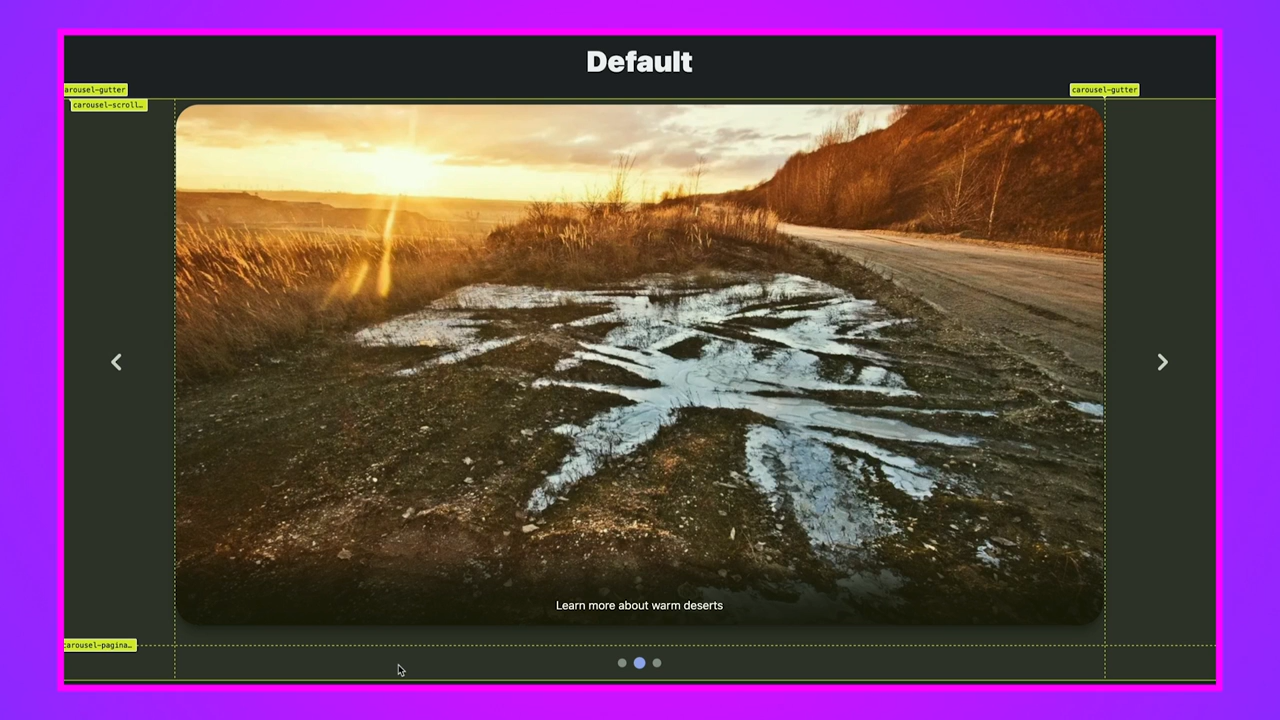 Default
arousel-gutter
carousel-gutter
carousel-scroll…
Learn more about warm deserts
carousel-pagina…